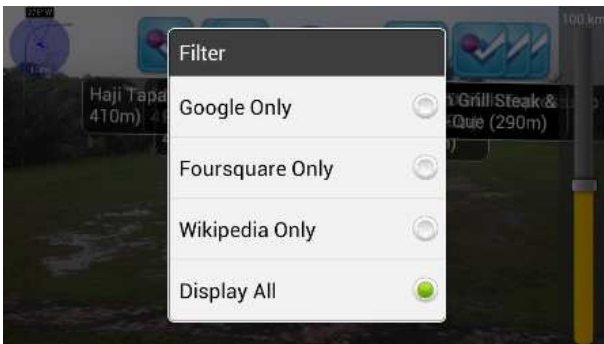 100 km
Filter
Haji Tapa
410m)
Grill Steak &
Que (290m)
Google Only
Foursquare Only
Wikipedia Only
Display All